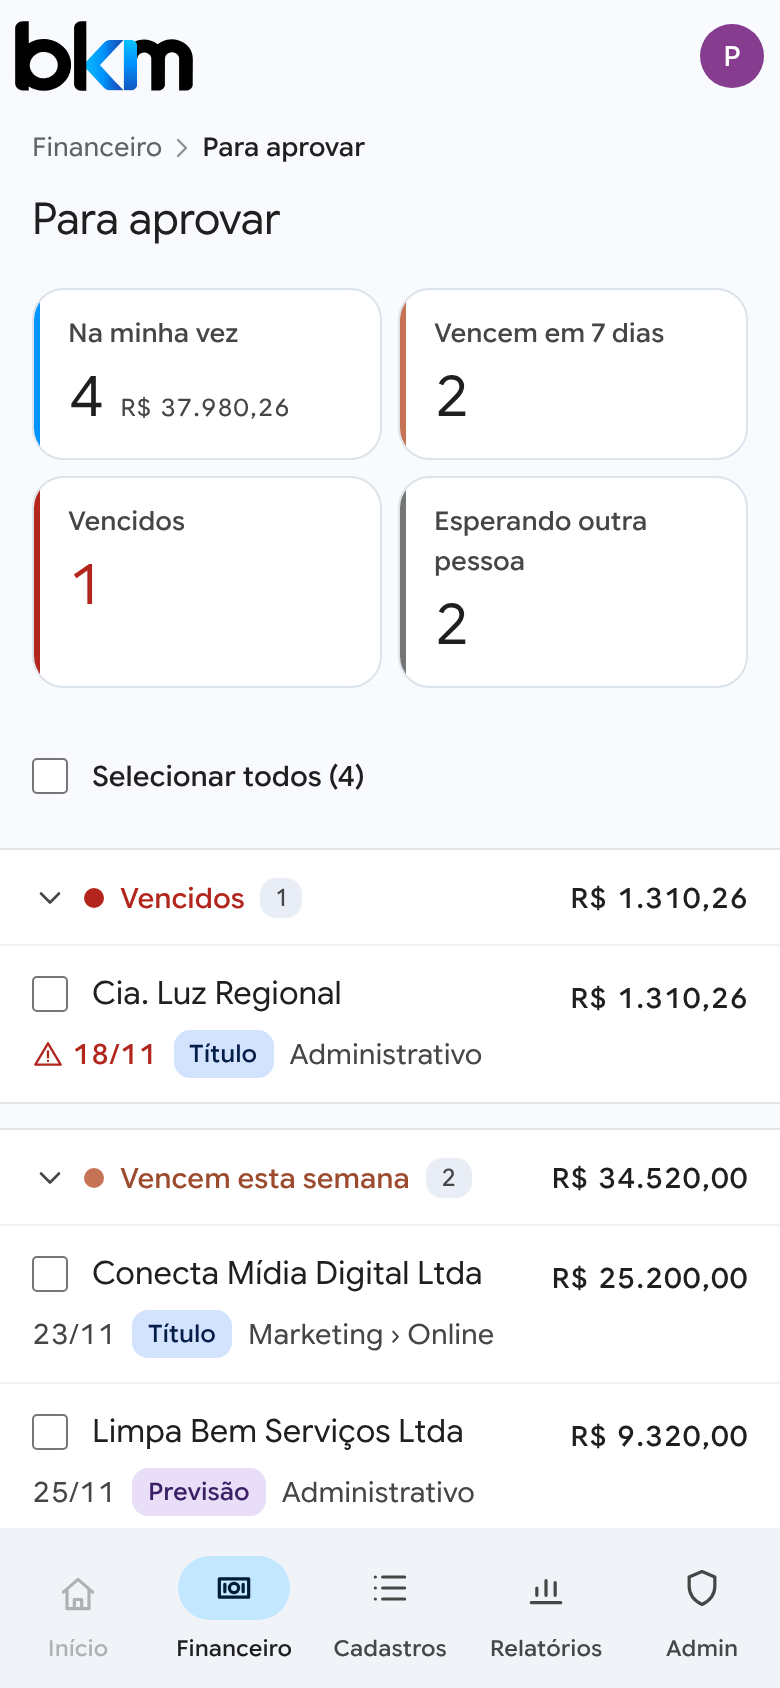 bkm
P
Financeiro > Para aprovar
Para aprovar
Na minha vez
4 R$ 37.980,26
Vencem em 7 dias
2
Vencidos
1
Esperando outra
pessoa
2
Selecionar todos (4)
Vencidos 1 R$ 1.310,26
Cia. Luz Regional R$ 1.310,26
18/11 Título Administrativo
Vencem esta semana 2 R$ 34.520,00
Conecta Mídia Digital Ltda R$ 25.200,00
23/11 Título Marketing › Online
Limpa Bem Serviços Ltda R$ 9.320,00
25/11 Previsão Administrativo
Início Financeiro Cadastros Relatórios Admin